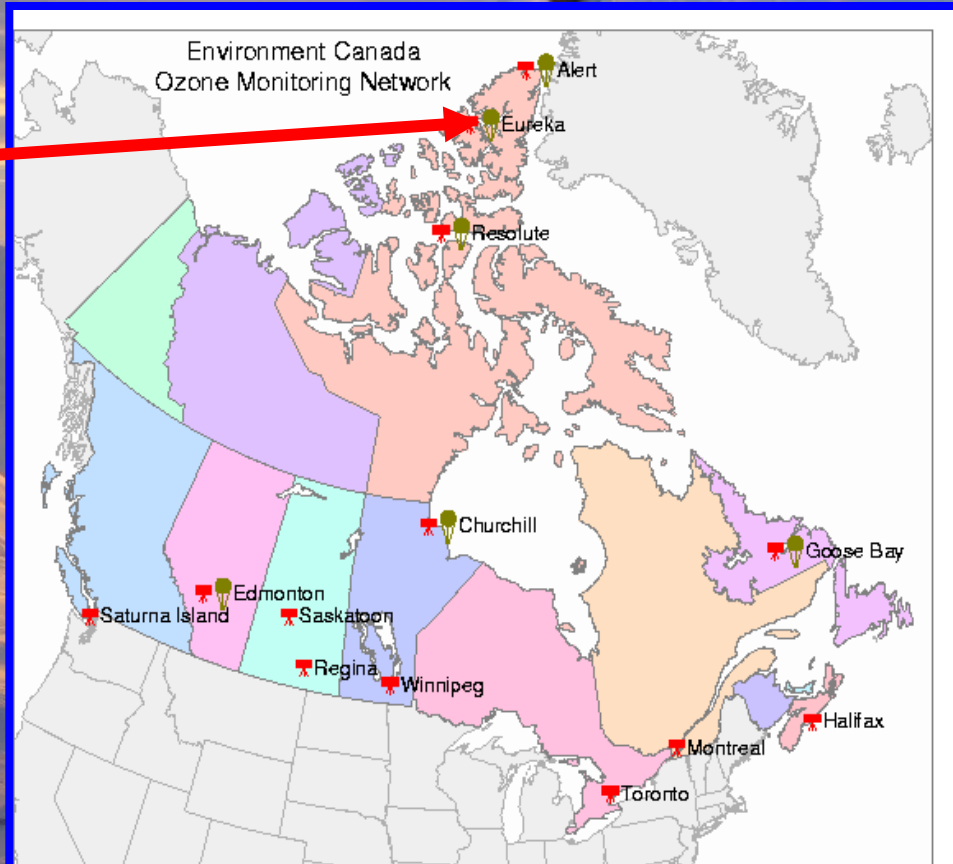 Environment Canada
Ozone Monitoring Network
Alert
Eureka
Resolute
Churchill
Goose Bay
Edmonton
Saturna Island
Saskatoon
Regina
Winnipeg
Halifax
Montreal
Toronto